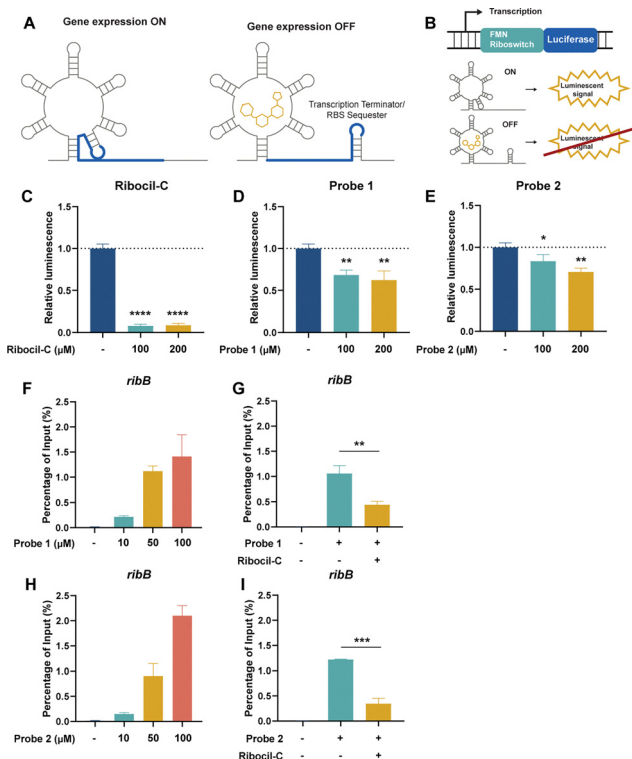 A
Gene expression ON
Gene expression OFF
Transcription Terminator/
RBS Sequester
B
Transcription
FMN
Riboswitch
Luciferase
ON
Luminescent
signal
OFF
Luminescent
signal
C
Ribocil-C
Relative luminescence
1.5
1.0
0.5
0.0
****
****
Ribocil-C (µM)
-
100
200
D
Probe 1
Relative luminescence
1.5
1.0
0.5
0.0
**
**
Probe 1 (µM)
-
100
200
E
Probe 2
Relative luminescence
1.5
1.0
0.5
0.0
*
**
Probe 2 (µM)
-
100
200
F
ribB
Percentage of Input (%)
2.5
2.0
1.5
1.0
0.5
0.0
Probe 1 (µM)
-
10
50
100
G
ribB
Percentage of Input (%)
2.5
2.0
1.5
1.0
0.5
0.0
**
Probe 1
-
+
+
Ribocil-C
-
-
+
H
ribB
Percentage of Input (%)
2.5
2.0
1.5
1.0
0.5
0.0
Probe 2 (µM)
-
10
50
100
I
ribB
Percentage of Input (%)
2.5
2.0
1.5
1.0
0.5
0.0
***
Probe 2
-
+
+
Ribocil-C
-
-
+